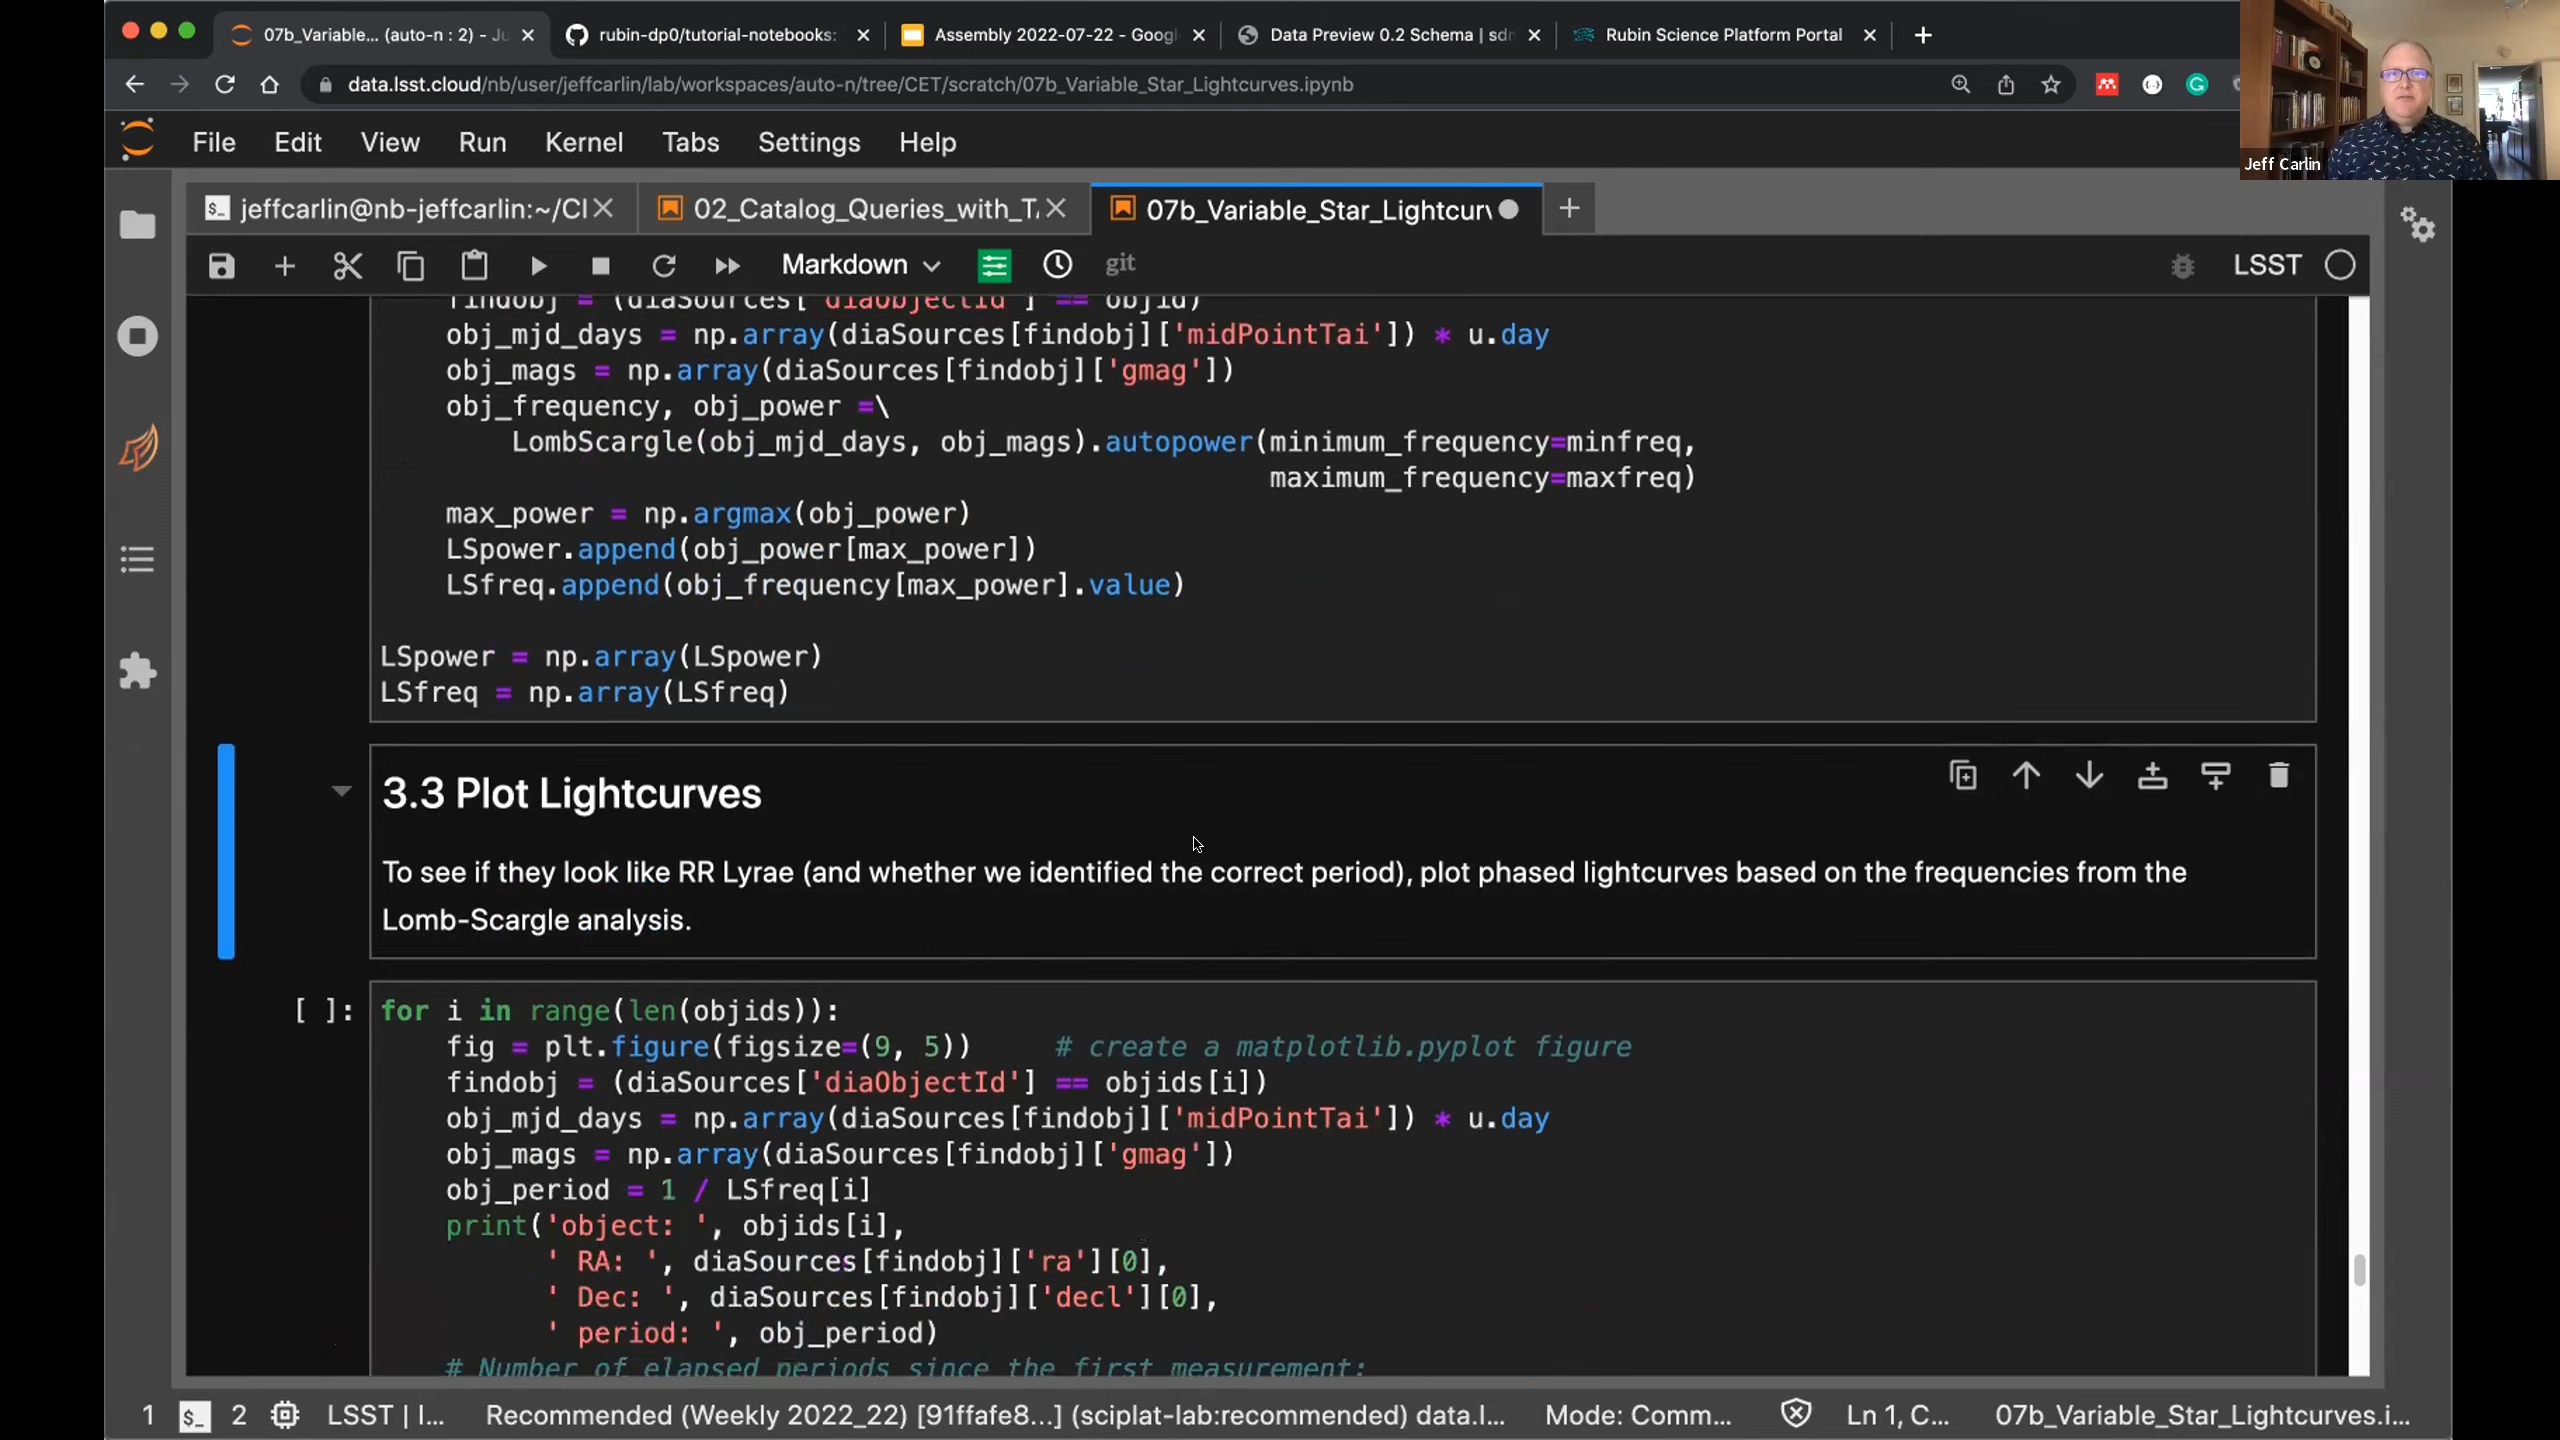 07b_Variable... (auto-n : 2) - Ju
rubin-dp0/tutorial-notebooks:
Assembly 2022-07-22 - Googl
Data Preview 0.2 Schema | sdm
Rubin Science Platform Portal
data.lsst.cloud/nb/user/jeffcarlin/lab/workspaces/auto-n/tree/CET/scratch/07b_Variable_Star_Lightcurves.ipynb
File Edit View Run Kernel Tabs Settings Help
Jeff Carlin
jeffcarlin@nb-jeffcarlin:~/CI
02_Catalog_Queries_with_T
07b_Variable_Star_Lightcurv
Markdown
git
LSST
findobj = (diaSources['diaObjectId'] == objid)
obj_mjd_days = np.array(diaSources[findobj]['midPointTai']) * u.day
obj_mags = np.array(diaSources[findobj]['gmag'])
obj_frequency, obj_power =\
LombScargle(obj_mjd_days, obj_mags).autopower(minimum_frequency=minfreq,
maximum_frequency=maxfreq)
max_power = np.argmax(obj_power)
LSpower.append(obj_power[max_power])
LSfreq.append(obj_frequency[max_power].value)
LSpower = np.array(LSpower)
LSfreq = np.array(LSfreq)
3.3 Plot Lightcurves
To see if they look like RR Lyrae (and whether we identified the correct period), plot phased lightcurves based on the frequencies from the
Lomb-Scargle analysis.
[ ]: for i in range(len(objids)):
fig = plt.figure(figsize=(9, 5)) # create a matplotlib.pyplot figure
findobj = (diaSources['diaObjectId'] == objids[i])
obj_mjd_days = np.array(diaSources[findobj]['midPointTai']) * u.day
obj_mags = np.array(diaSources[findobj]['gmag'])
obj_period = 1 / LSfreq[i]
print('object: ', objids[i],
' RA: ', diaSources[findobj]['ra'][0],
' Dec: ', diaSources[findobj]['decl'][0],
' period: ', obj_period)
# Number of elapsed periods since the first measurement:
1 $_ 2 LSST | I... Recommended (Weekly 2022_22) [91ffafe8...] (sciplat-lab:recommended) data.l... Mode: Comm... Ln 1, C... 07b_Variable_Star_Lightcurves.i...